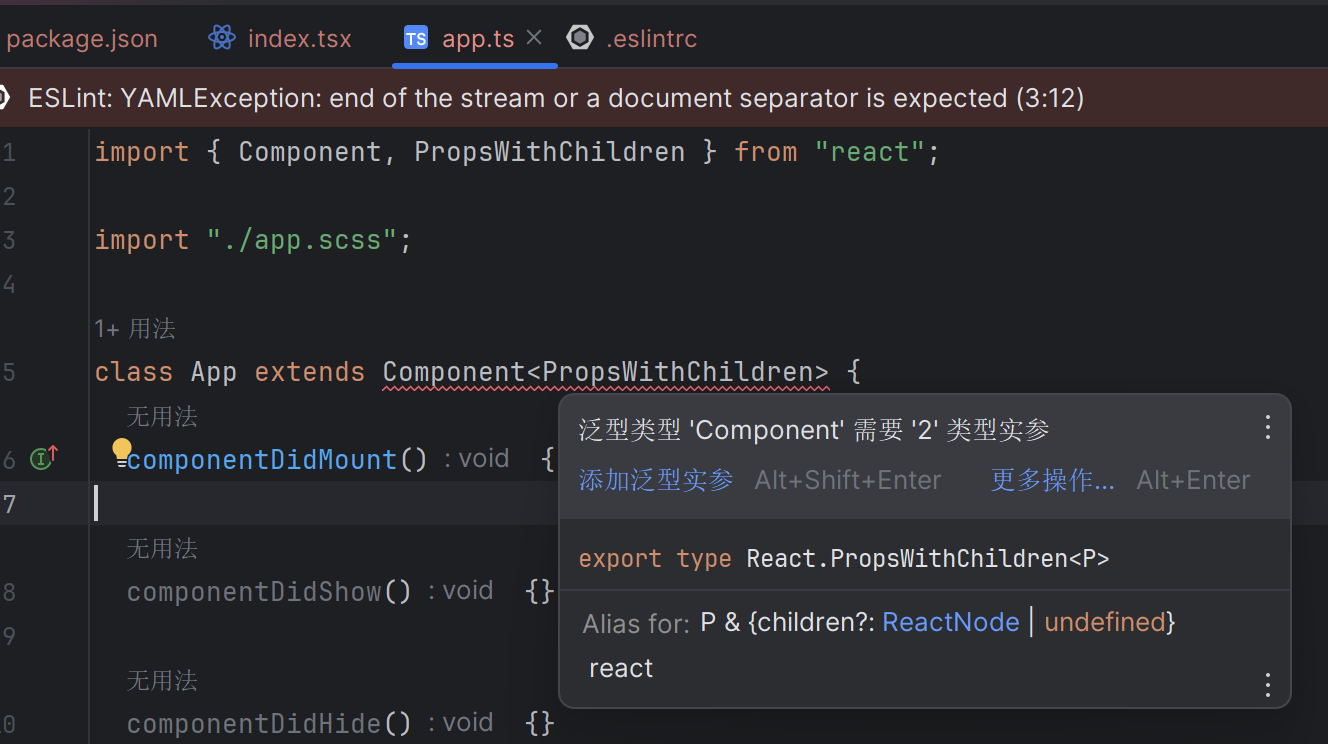 package.json index.tsx TS app.ts .eslintrc
ESLint: YAMLException: end of the stream or a document separator is expected (3:12)
1 import { Component, PropsWithChildren } from "react";
2
3 import "./app.scss";
4
1+ 用法
5 class App extends Component<PropsWithChildren> {
无用法
6 componentDidMount() : void {
7
无用法
8 componentDidShow() : void {}
9
无用法
0 componentDidHide() : void {}
泛型类型 'Component' 需要 '2' 类型实参
添加泛型实参 Alt+Shift+Enter 更多操作... Alt+Enter
export type React.PropsWithChildren<P>
Alias for: P & {children?: ReactNode | undefined}
react